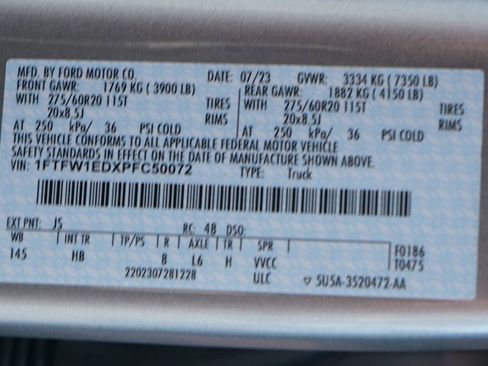 MFD. BY FORD MOTOR CO. DATE: 07/23 GVWR: 3334 KG ( 7350 LB)
FRONT GAWR: 1769 KG ( 3900 LB) REAR GAWR: 1882 KG ( 4150 LB)
WITH 275/60R20 115T TIRES WITH 275/60R20 115T TIRES
20x8.5J RIMS 20x8.5J RIMS
AT 250 kPa/ 36 PSI COLD AT 250 kPa/ 36 PSI COLD
THIS VEHICLE CONFORMS TO ALL APPLICABLE FEDERAL MOTOR VEHICLE
SAFETY STANDARDS IN EFFECT ON THE DATE OF MANUFACTURE SHOWN ABOVE.
VIN: 1FTFW1EDXPFC50072 TYPE: Truck
EXT PNT: J5 RC: 48 DSO:
WB INT TR TP/PS R AXLE TR SPR F0186
145 HB B L6 H VVCC T0475
2202307281228 ULC ▽ 5U5A-3520472-AA